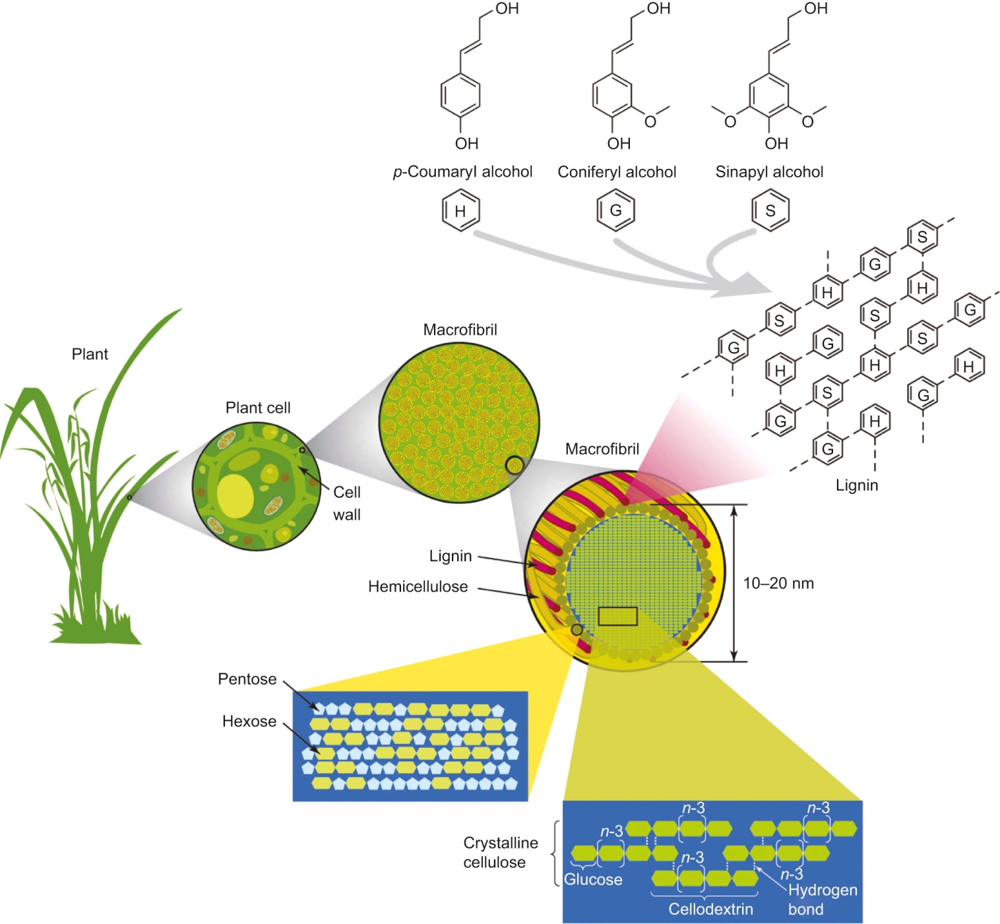 OH
OH
OH
O
O
O
OH
OH
OH
p-Coumaryl alcohol
Coniferyl alcohol
Sinapyl alcohol
H
G
S
S
G
H
H
G
S
S
G
S
G
G
H
H
H
S
G
G
H
G
Lignin
Macrofibril
Plant
Plant cell
Cell
wall
Macrofibril
Lignin
Hemicellulose
10–20 nm
Pentose
Hexose
n-3
n-3
n-3
Crystalline
cellulose
n-3
Glucose
n-3
Hydrogen
bond
Cellodextrin